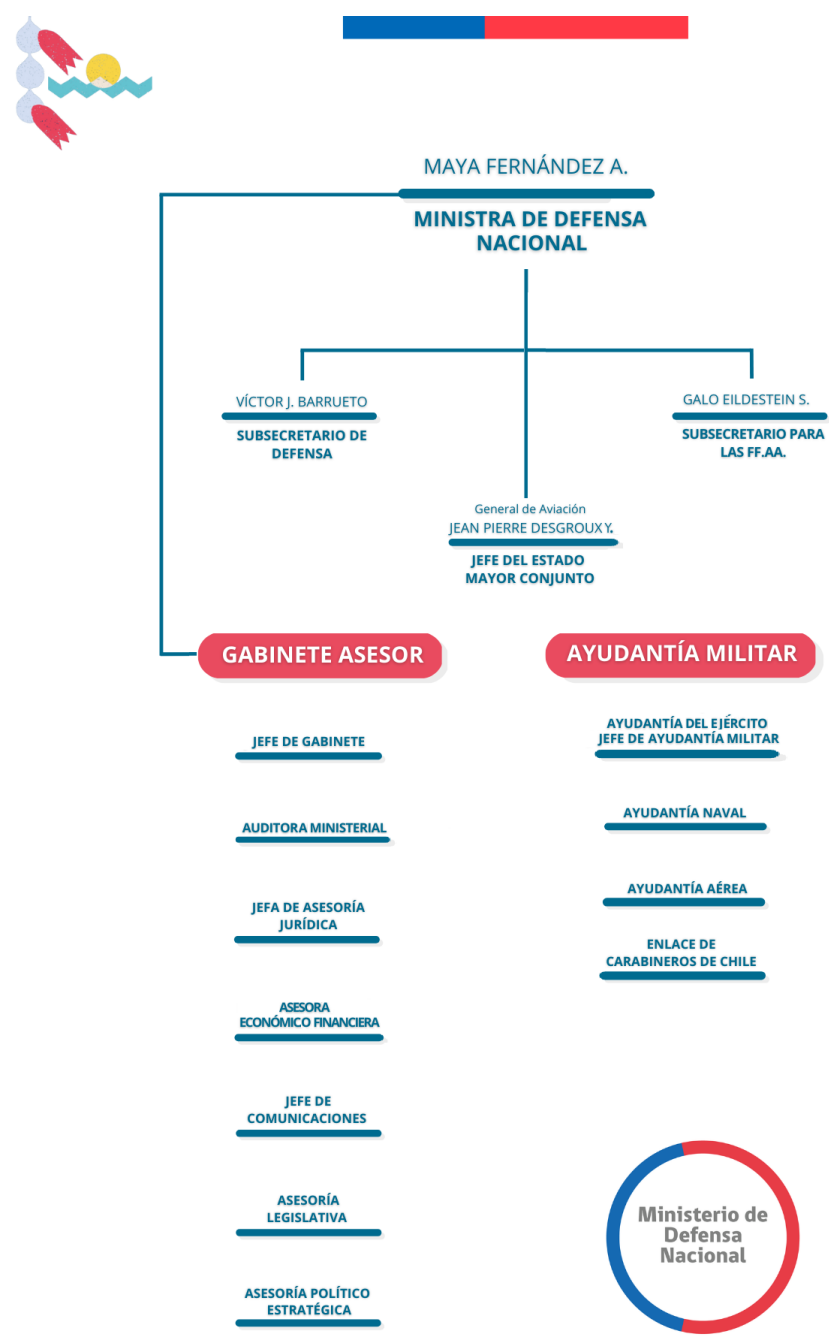 MAYA FERNÁNDEZ A.
MINISTRA DE DEFENSA
NACIONAL
VÍCTOR J. BARRUETO
SUBSECRETARIO DE
DEFENSA
GALO EILDESTEIN S.
SUBSECRETARIO PARA
LAS FF.AA.
General de Aviación
JEAN PIERRE DESGROUX Y.
JEFE DEL ESTADO
MAYOR CONJUNTO
GABINETE ASESOR
JEFE DE GABINETE
AUDITORA MINISTERIAL
JEFA DE ASESORÍA
JURÍDICA
ASESORA
ECONÓMICO FINANCIERA
JEFE DE
COMUNICACIONES
ASESORÍA
LEGISLATIVA
ASESORÍA POLÍTICO
ESTRATÉGICA
AYUDANTÍA MILITAR
AYUDANTÍA DEL EJÉRCITO
JEFE DE AYUDANTÍA MILITAR
AYUDANTÍA NAVAL
AYUDANTÍA AÉREA
ENLACE DE
CARABINEROS DE CHILE
Ministerio de
Defensa
Nacional